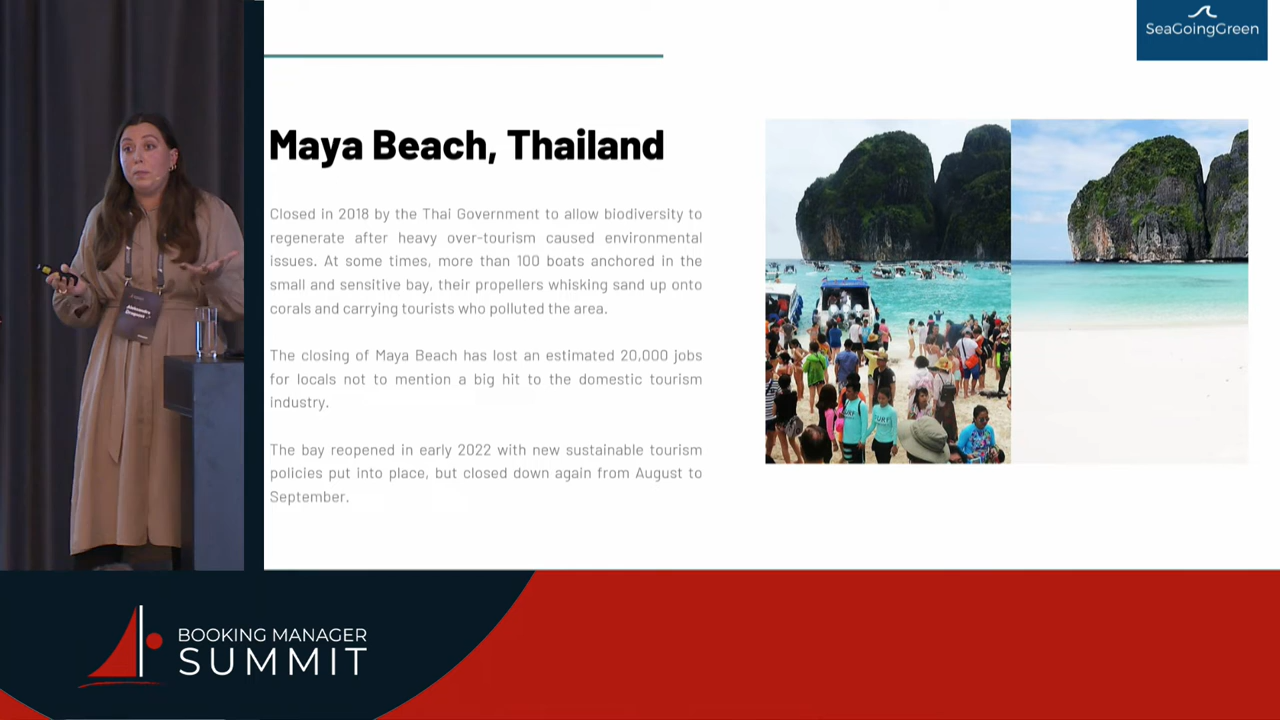 SeaGoingGreen
Maya Beach, Thailand
Closed in 2018 by the Thai Government to allow biodiversity to
regenerate after heavy over-tourism caused environmental
issues. At some times, more than 100 boats anchored in the
small and sensitive bay, their propellers whisking sand up onto
corals and carrying tourists who polluted the area.
The closing of Maya Beach has lost an estimated 20,000 jobs
for locals not to mention a big hit to the domestic tourism
industry.
The bay reopened in early 2022 with new sustainable tourism
policies put into place, but closed down again from August to
September.
BOOKING MANAGER
SUMMIT